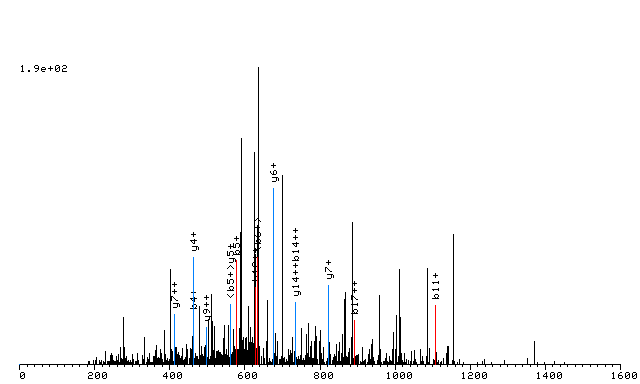 1.9e+02
y7++
y4+
b4+
y9++
<b5+>y5+
b5+
y6+
y14++b14++
y7+
b17++
b11+
0
200
400
600
800
1000
1200
1400
1600